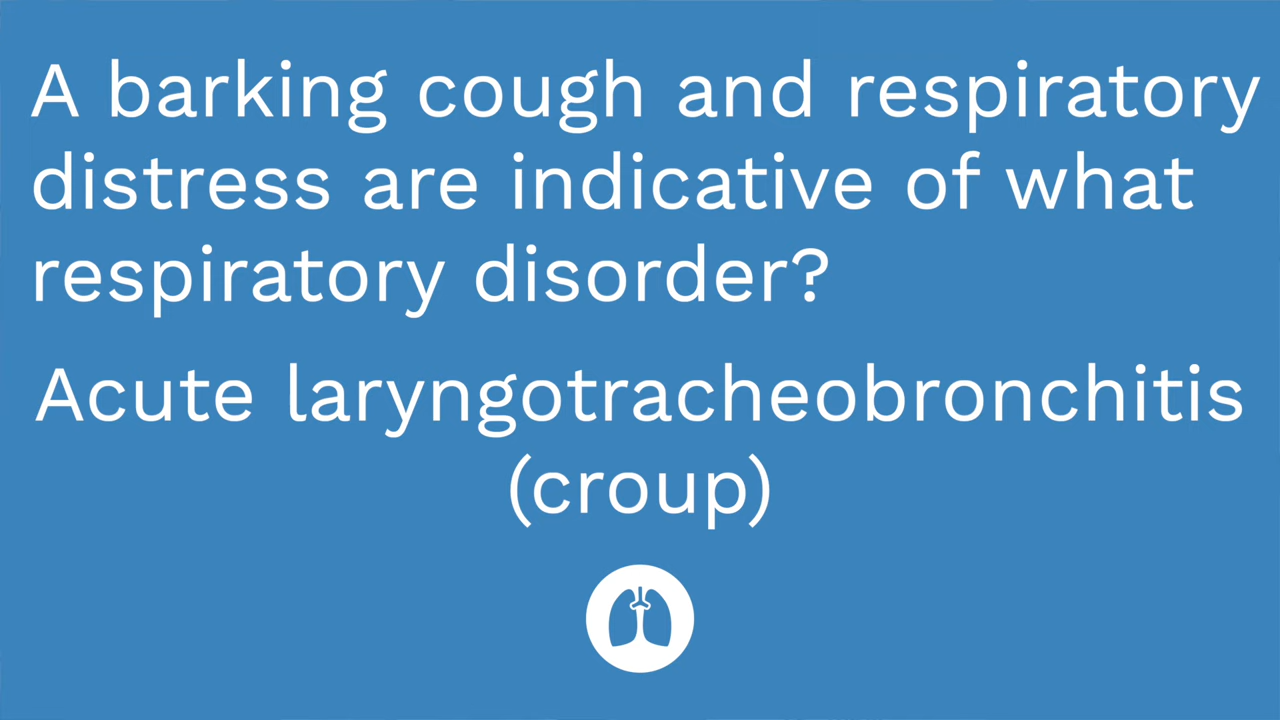 A barking cough and respiratory
distress are indicative of what
respiratory disorder?
Acute laryngotracheobronchitis
(croup)